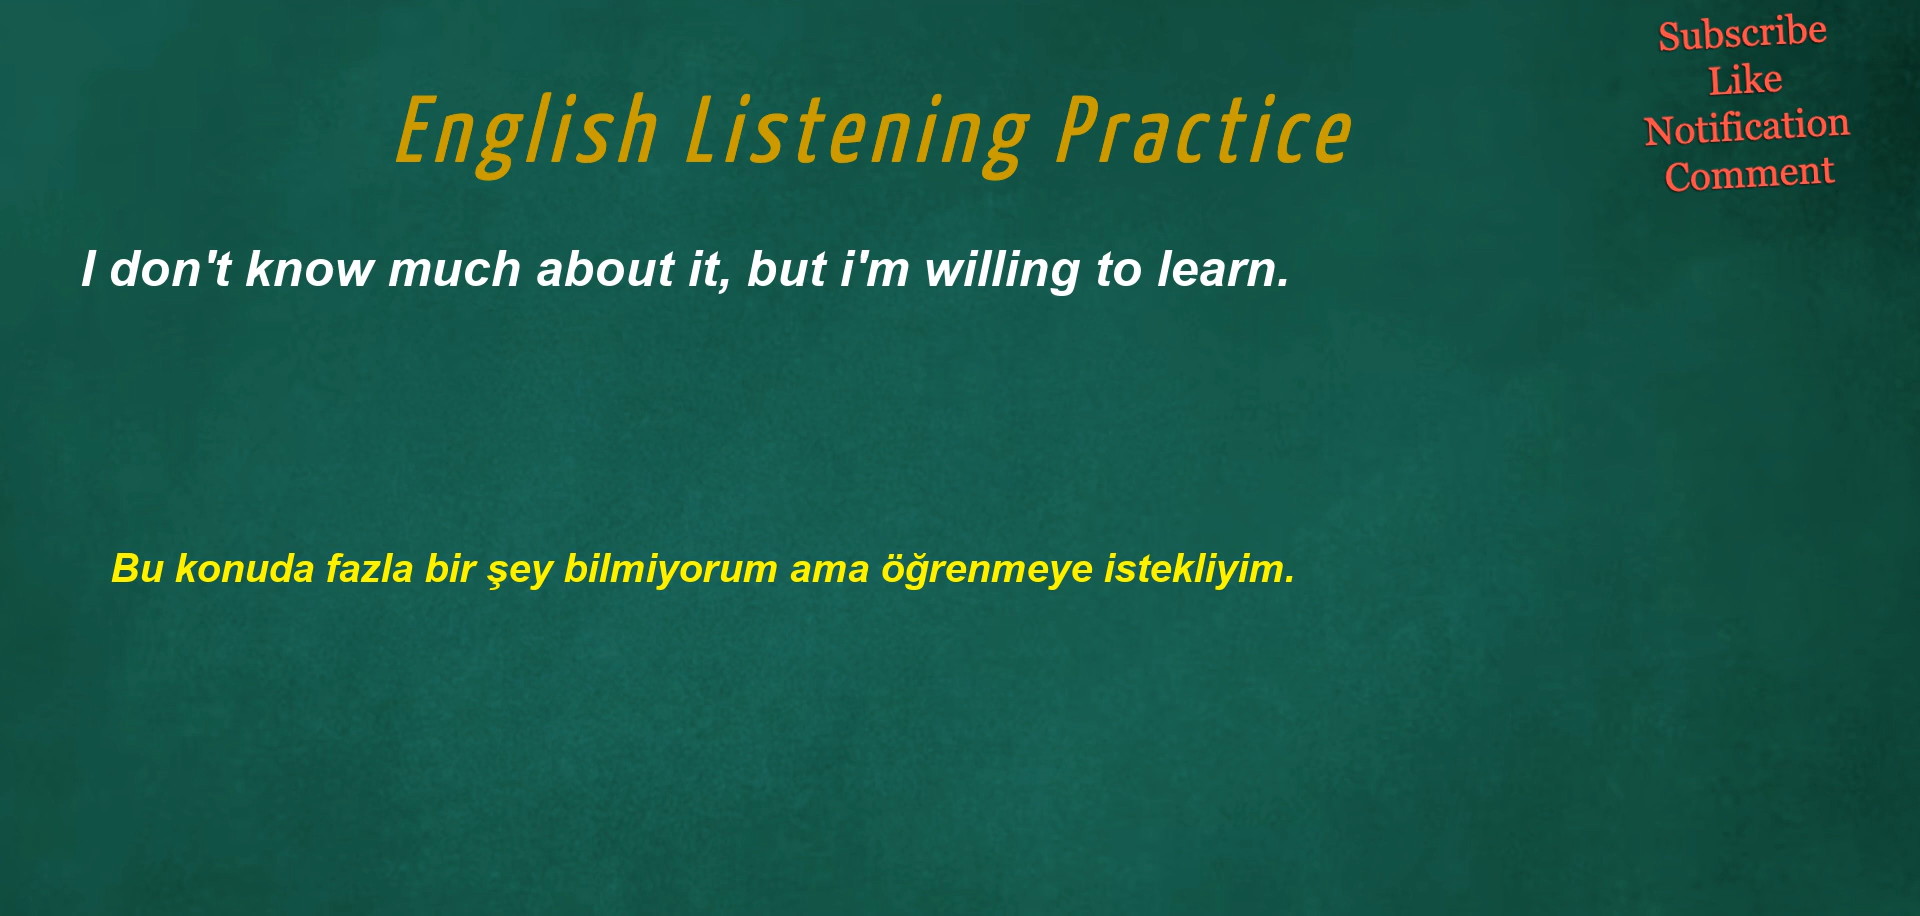 English Listening Practice
Subscribe
Like
Notification
Comment
I don't know much about it, but i'm willing to learn.
Bu konuda fazla bir şey bilmiyorum ama öğrenmeye istekliyim.